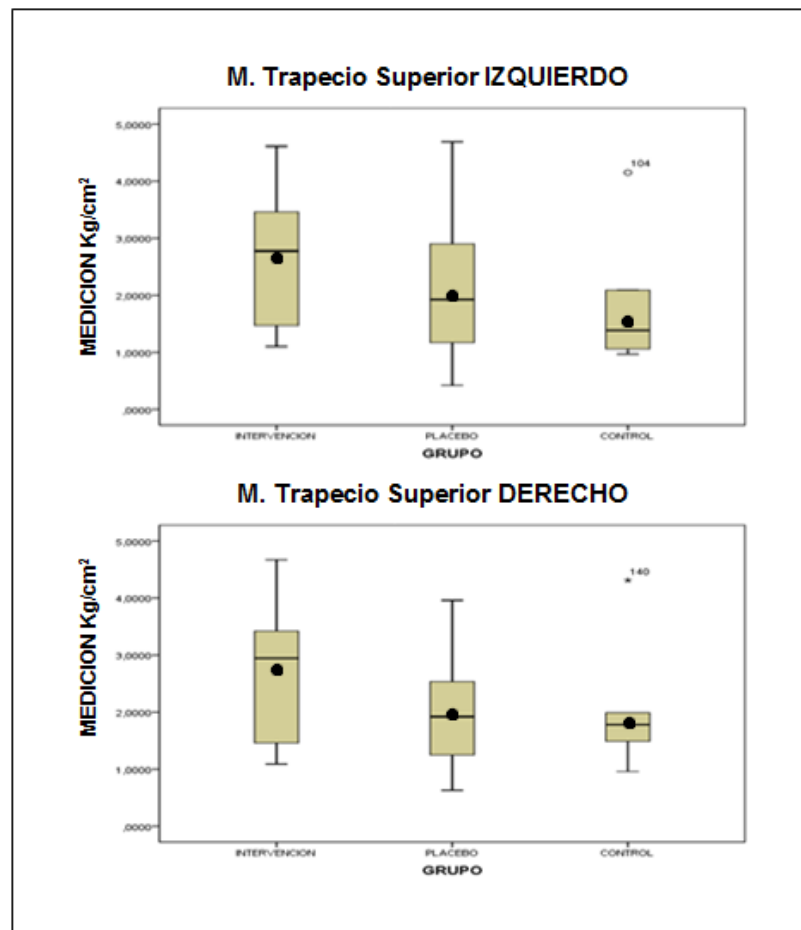 M. Trapecio Superior IZQUIERDO
MEDICION Kg/cm²
5,0000
4,0000
3,0000
2,0000
1,0000
,0000
104
INTERVENCION PLACEBO CONTROL
GRUPO
M. Trapecio Superior DERECHO
MEDICION Kg/cm²
5,0000
4,0000
3,0000
2,0000
1,0000
,0000
140
INTERVENCION PLACEBO CONTROL
GRUPO